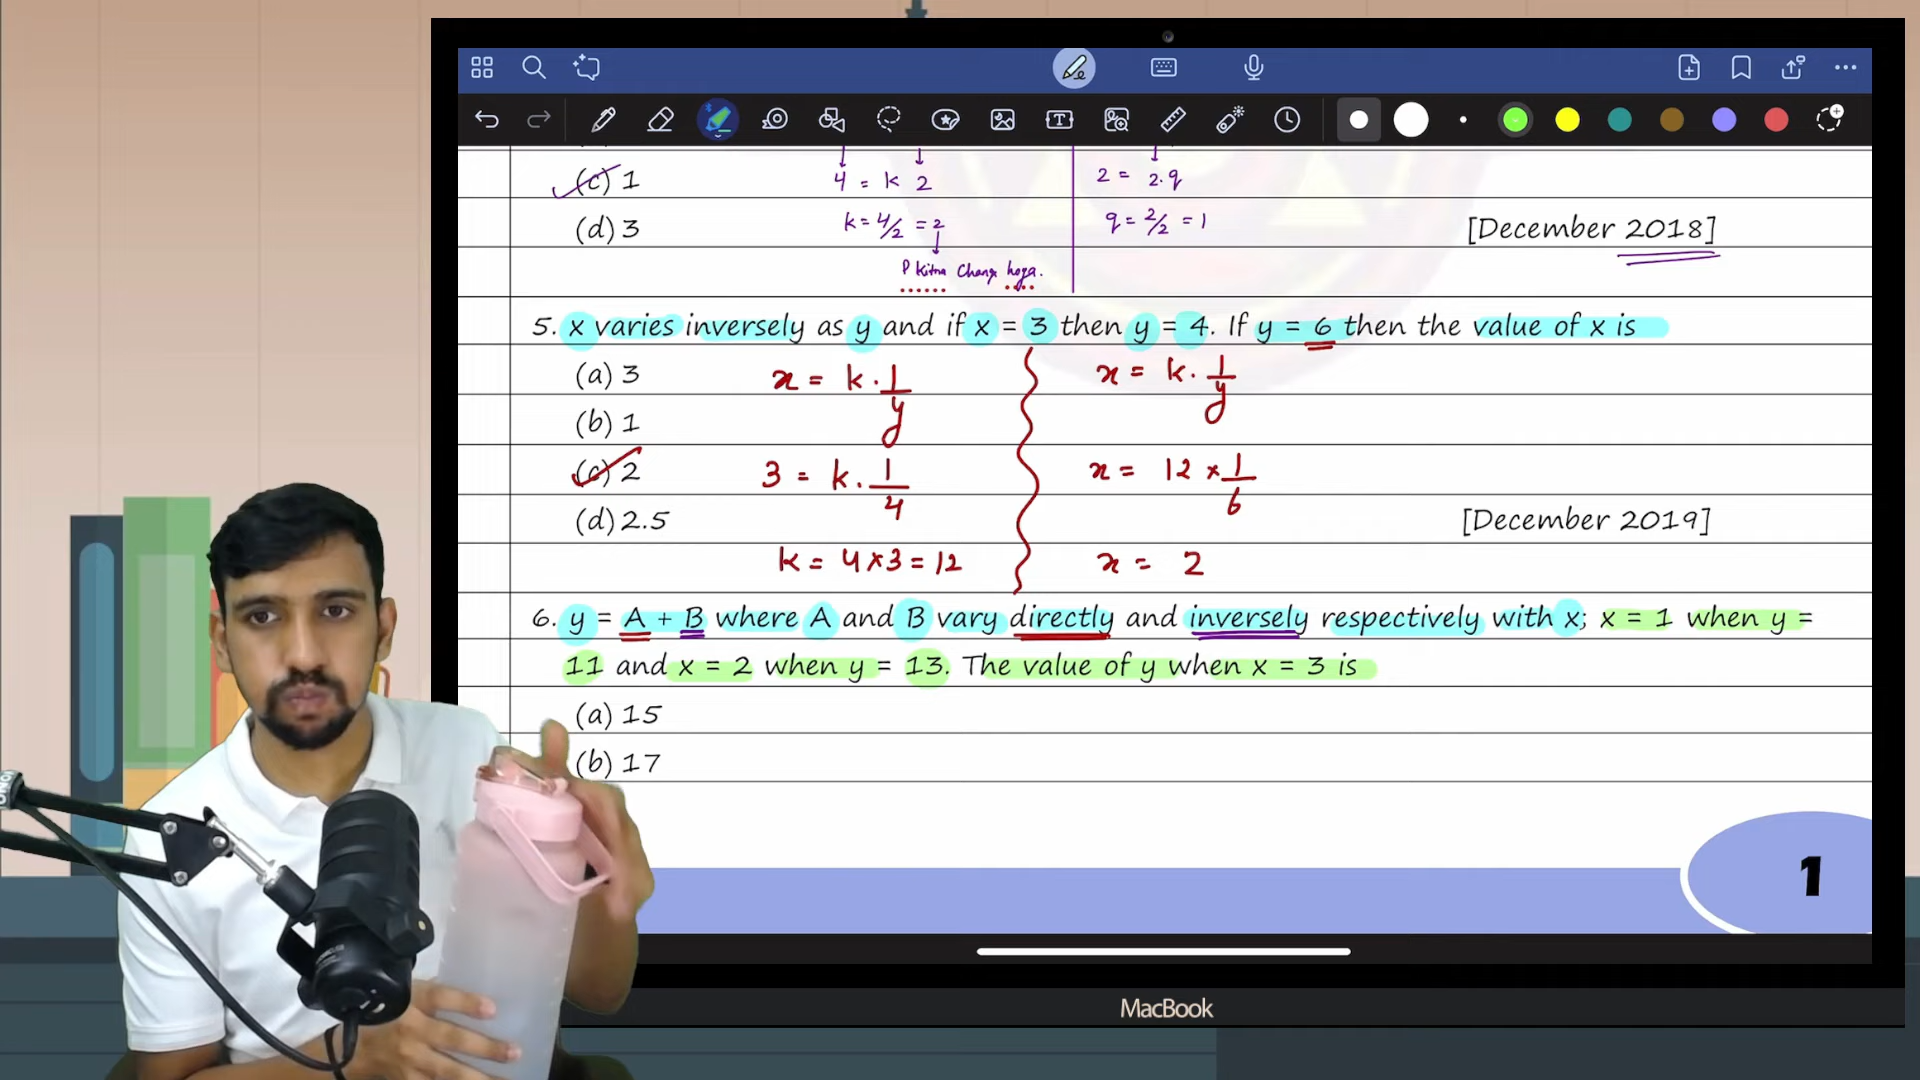 (c) 1
4 = k 2
2 = 2.q
(d) 3
k = 4/2 = 2
q = 2/2 = 1
[December 2018]
P kitna change hoga.
5. x varies inversely as y and if x = 3 then y = 4. If y = 6 then the value of x is
(a) 3
x = k . 1/y
x = k . 1/y
(b) 1
(c) 2
3 = k . 1/4
x = 12 × 1/6
(d) 2.5
[December 2019]
k = 4×3 = 12
x = 2
6. y = A + B where A and B vary directly and inversely respectively with x; x = 1 when y =
11 and x = 2 when y = 13. The value of y when x = 3 is
(a) 15
(b) 17
1
MacBook